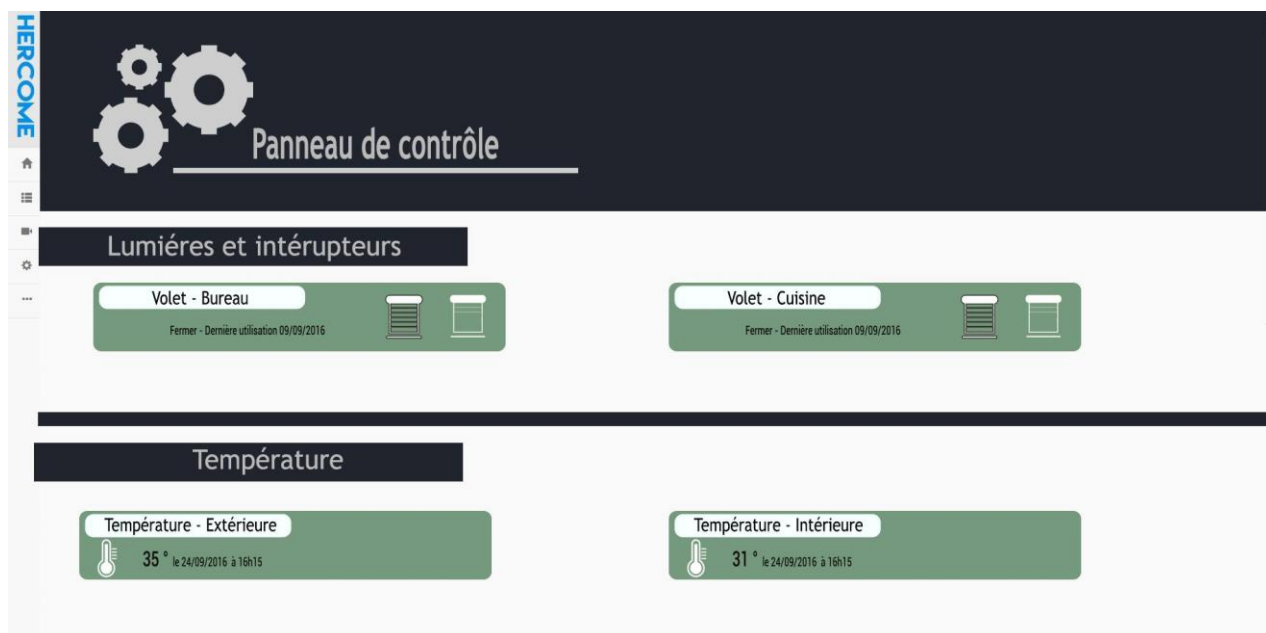 HERCOME
Panneau de contrôle
Lumiéres et intérupteurs
Volet - Bureau
Fermer - Dernière utilisation 09/09/2016
Volet - Cuisine
Fermer - Dernière utilisation 09/09/2016
Température
Température - Extérieure
35 ° le 24/09/2016 à 16h15
Température - Intérieure
31 ° le 24/09/2016 à 16h15